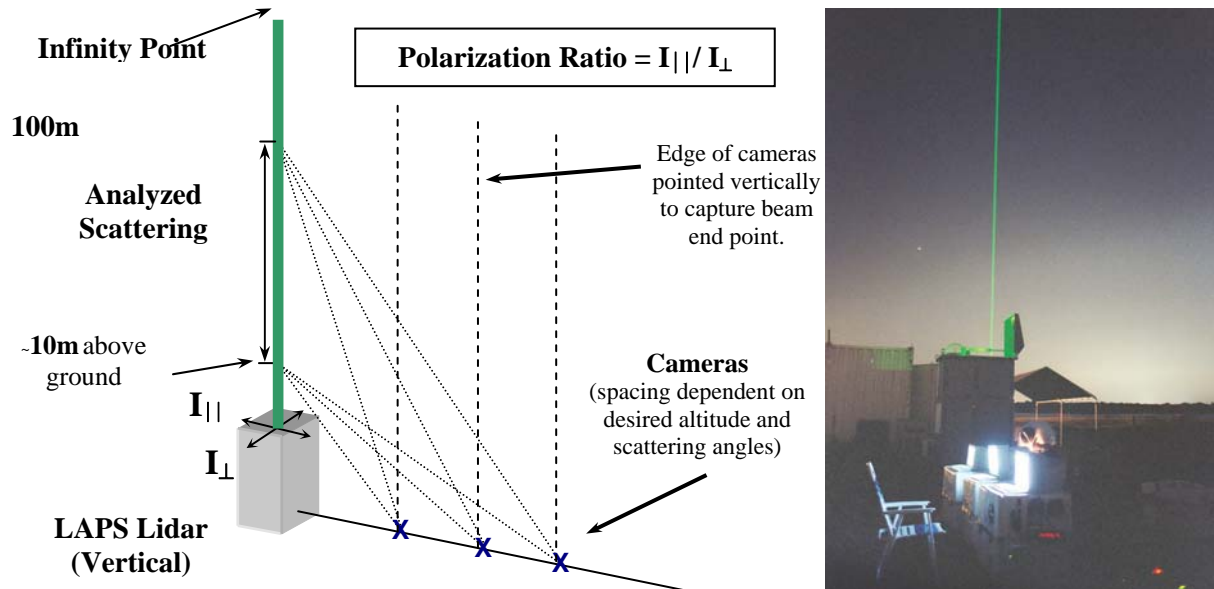 Infinity Point
Polarization Ratio = I||/ I⊥
100m
Analyzed
Scattering
Edge of cameras
pointed vertically
to capture beam
end point.
~10m above
ground
Cameras
(spacing dependent on
desired altitude and
scattering angles)
I||
I⊥
LAPS Lidar
(Vertical)
X
X
X